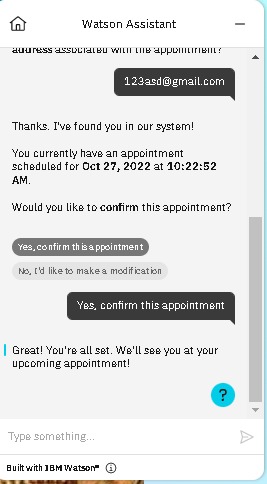 Watson Assistant
address associated with the appointment?
123asd@gmail.com
Thanks. I've found you in our system!
You currently have an appointment
scheduled for Oct 27, 2022 at 10:22:52
AM.
Would you like to confirm this appointment?
Yes, confirm this appointment
No, I'd like to make a modification
Yes, confirm this appointment
Great! You're all set. We'll see you at your
upcoming appointment!
?
Type something...
Built with IBM Watson®